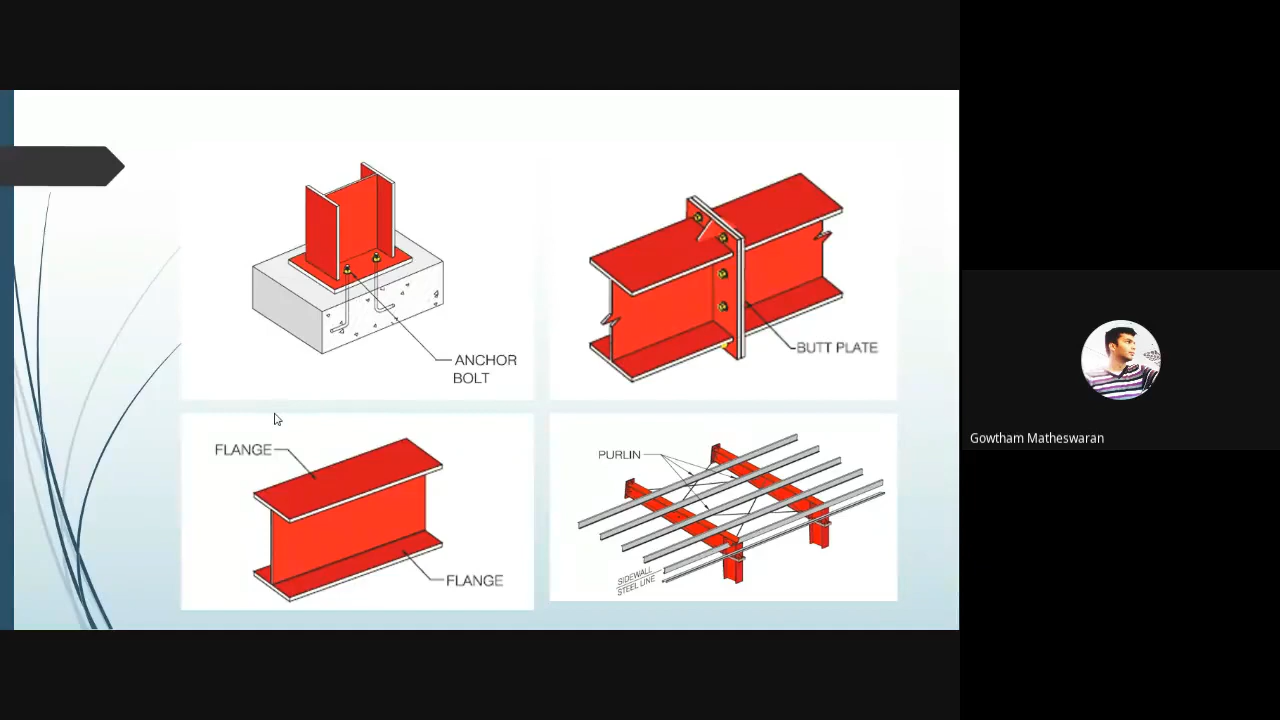 ANCHOR
BOLT
BUTT PLATE
FLANGE
FLANGE
PURLIN
SIDEWALL
STEEL LINE
Gowtham Matheswaran